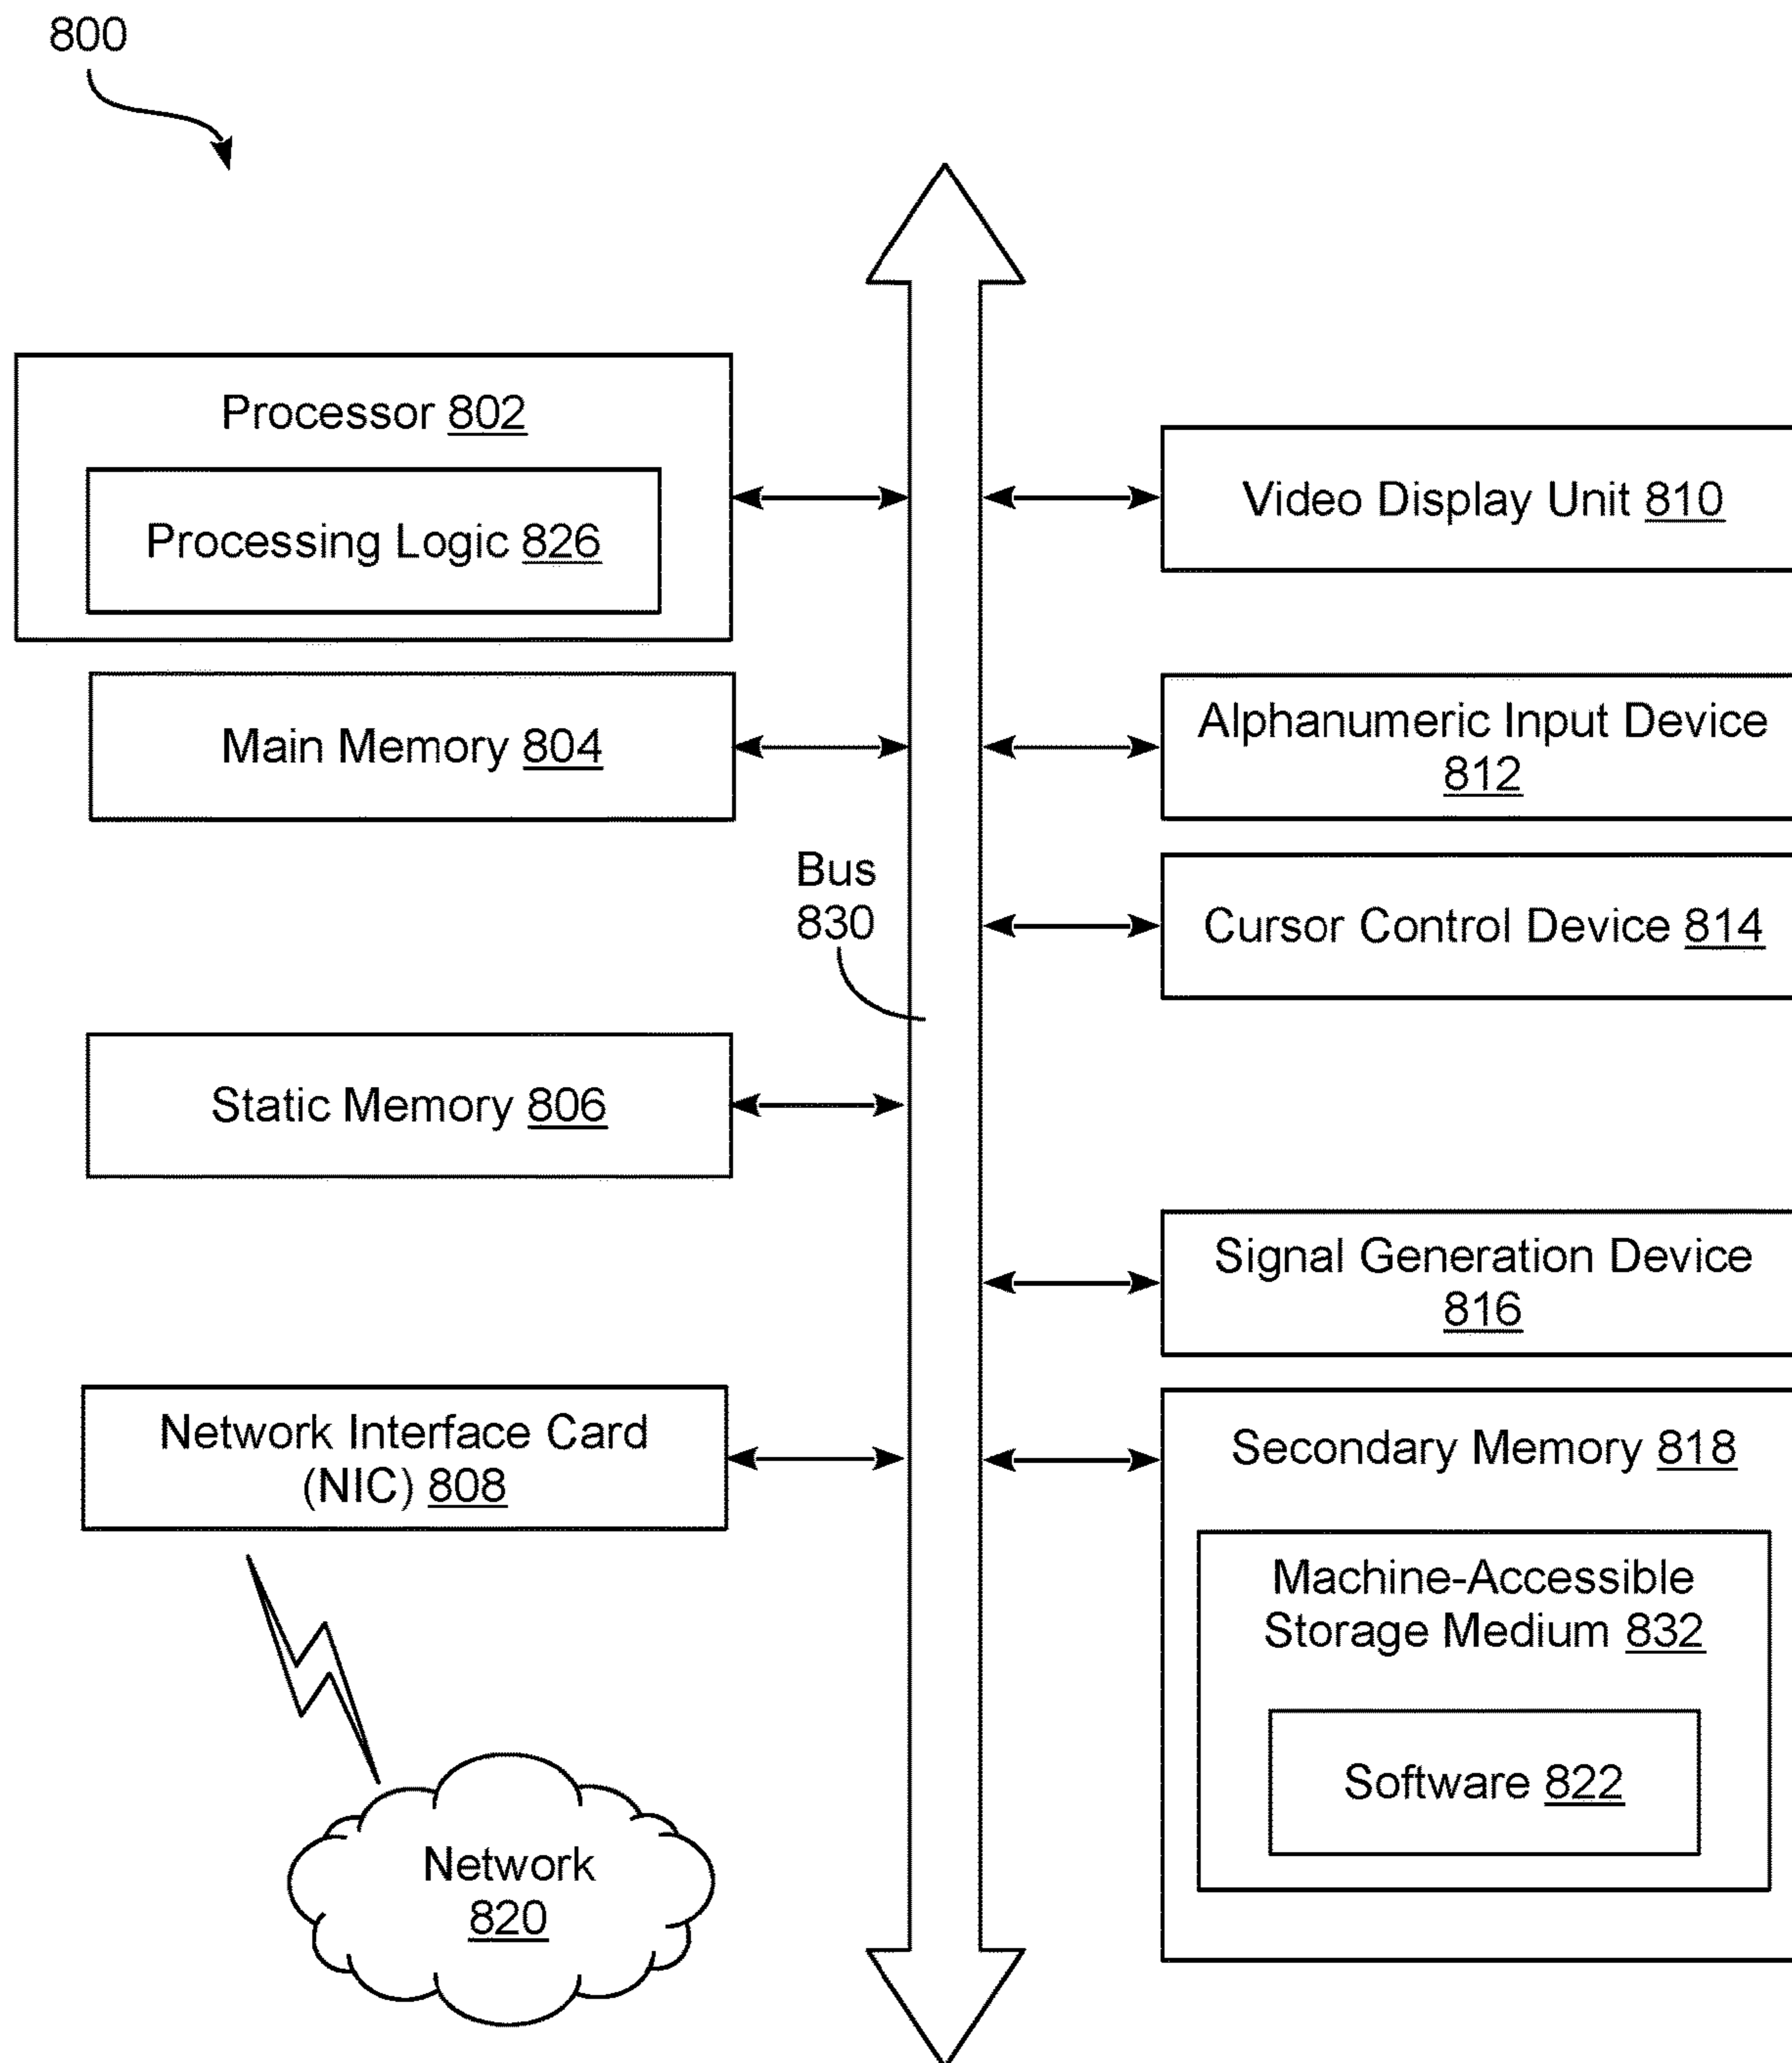 800
Processor 802
Processing Logic 826
Main Memory 804
Bus
830
Static Memory 806
Network Interface Card
(NIC) 808
Network
820
Video Display Unit 810
Alphanumeric Input Device
812
Cursor Control Device 814
Signal Generation Device
816
Secondary Memory 818
Machine-Accessible
Storage Medium 832
Software 822